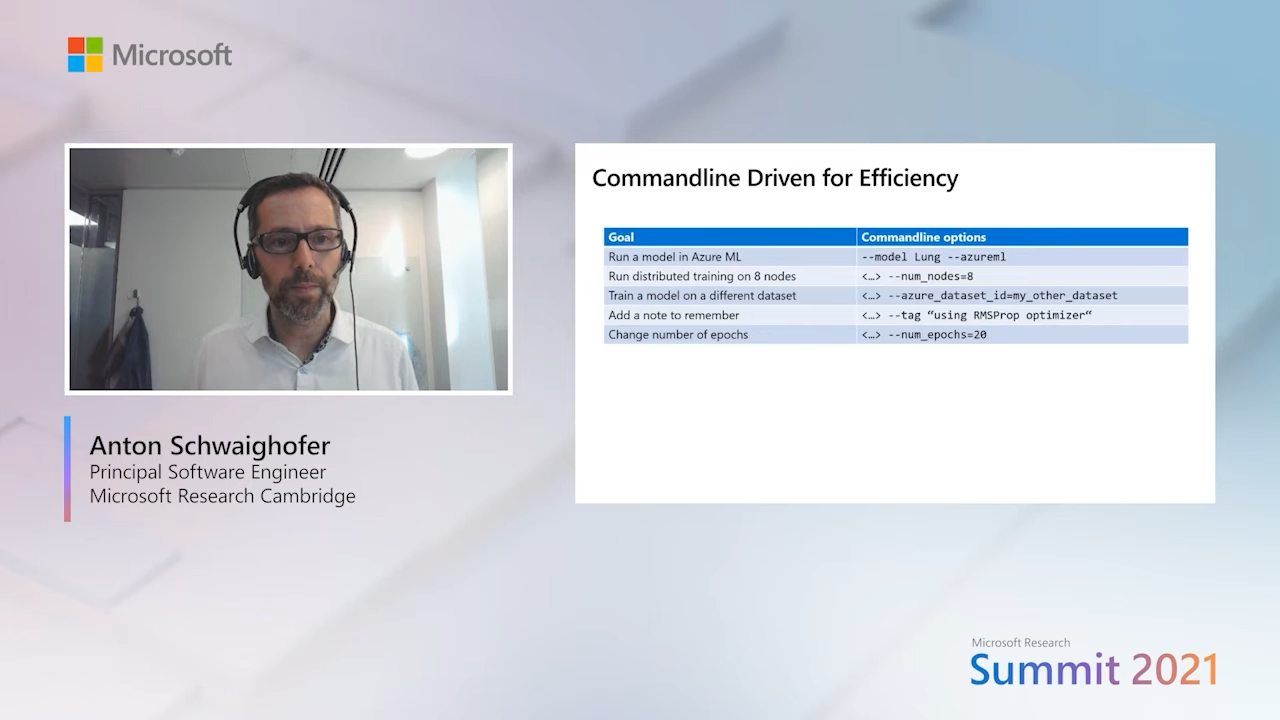 Microsoft
Commandline Driven for Efficiency
Goal Commandline options
Run a model in Azure ML --model Lung --azureml
Run distributed training on 8 nodes <…> --num_nodes=8
Train a model on a different dataset <…> --azure_dataset_id=my_other_dataset
Add a note to remember <…> --tag “using RMSProp optimizer“
Change number of epochs <…> --num_epochs=20
Anton Schwaighofer
Principal Software Engineer
Microsoft Research Cambridge
Microsoft Research
Summit 2021